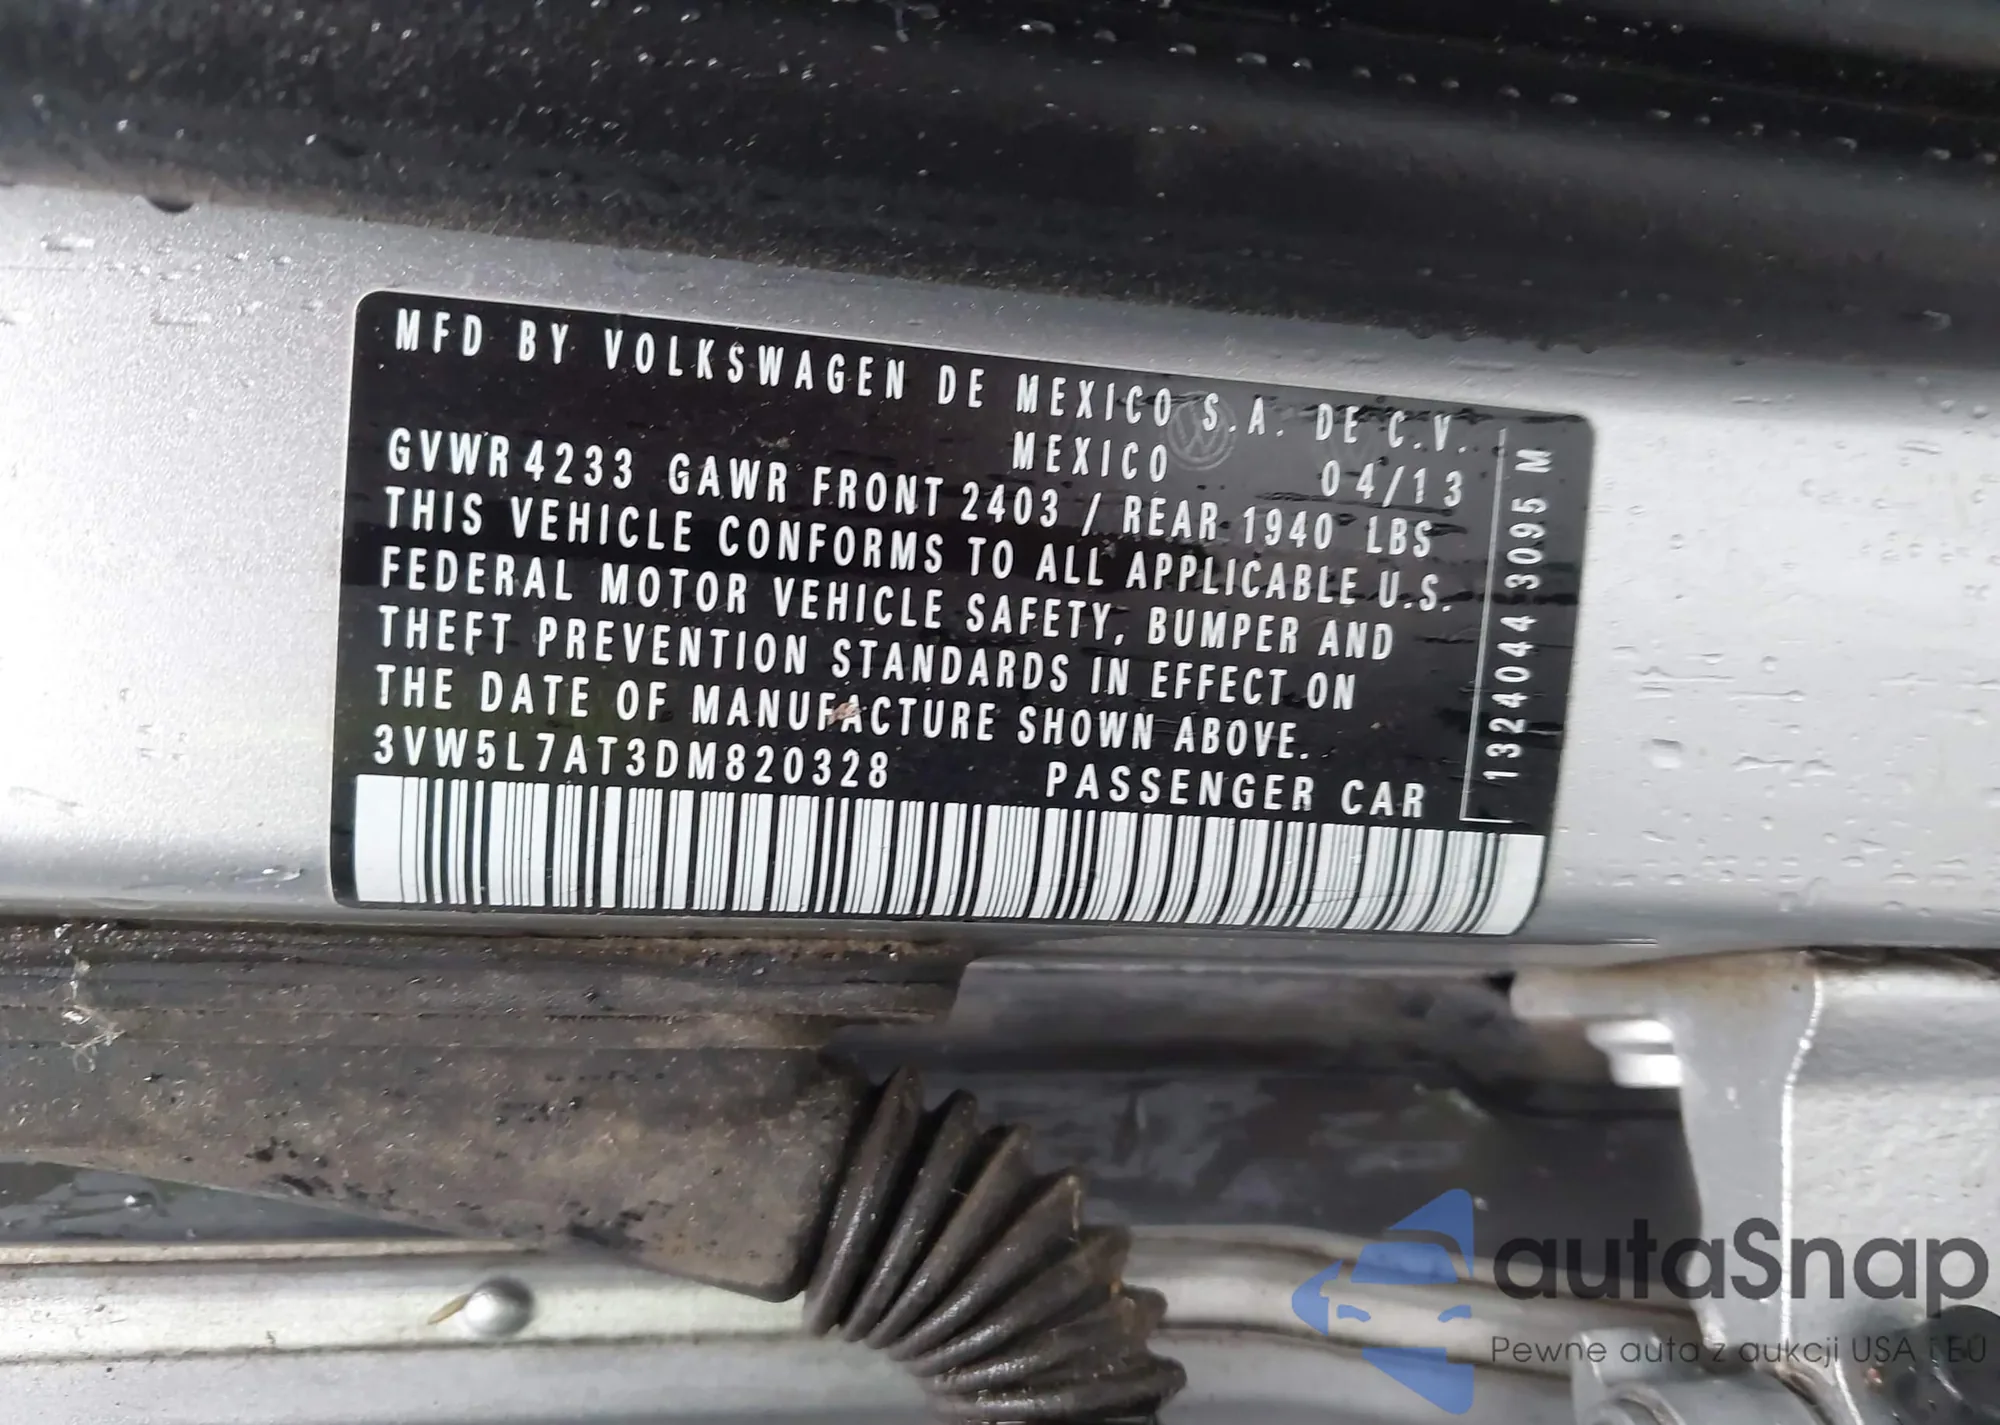 MFD BY VOLKSWAGEN DE MEXICO S.A. DE C.V.
MEXICO 04/13
GVWR 4233 GAWR FRONT 2403 / REAR 1940 LBS
THIS VEHICLE CONFORMS TO ALL APPLICABLE U.S.
FEDERAL MOTOR VEHICLE SAFETY, BUMPER AND
THEFT PREVENTION STANDARDS IN EFFECT ON
THE DATE OF MANUFACTURE SHOWN ABOVE.
3VW5L7AT3DM820328 PASSENGER CAR
1324044 3095 M
autaSnap
Pewne auta z aukcji USA i EU